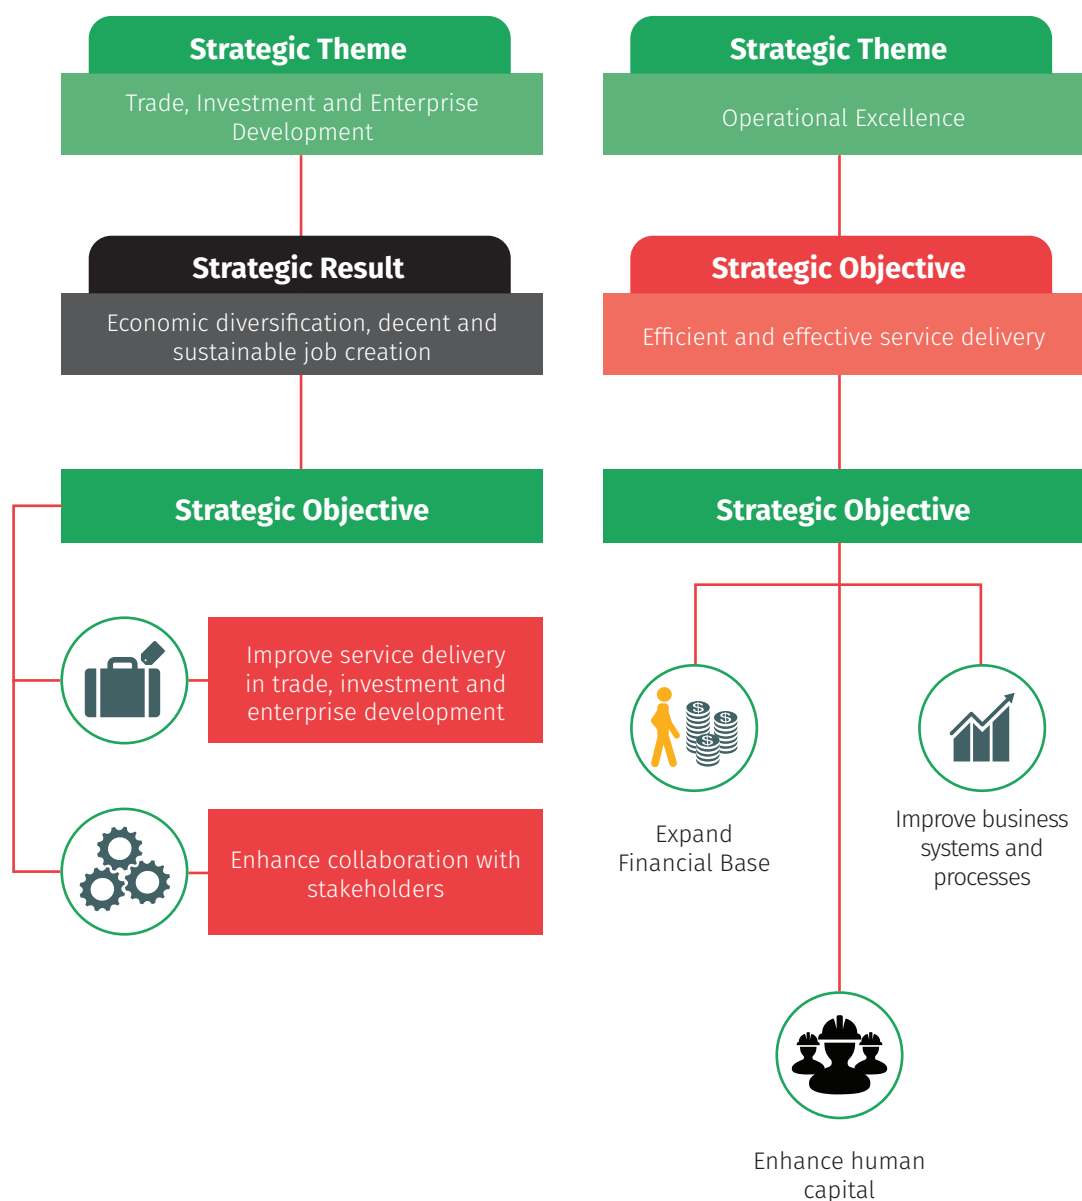 Strategic Theme
Trade, Investment and Enterprise
Development
Strategic Result
Economic diversification, decent and
sustainable job creation
Strategic Objective
Improve service delivery
in trade, investment and
enterprise development
Enhance collaboration with
stakeholders
Strategic Theme
Operational Excellence
Strategic Objective
Efficient and effective service delivery
Strategic Objective
$
$
$
Expand
Financial Base
Improve business
systems and
processes
Enhance human
capital